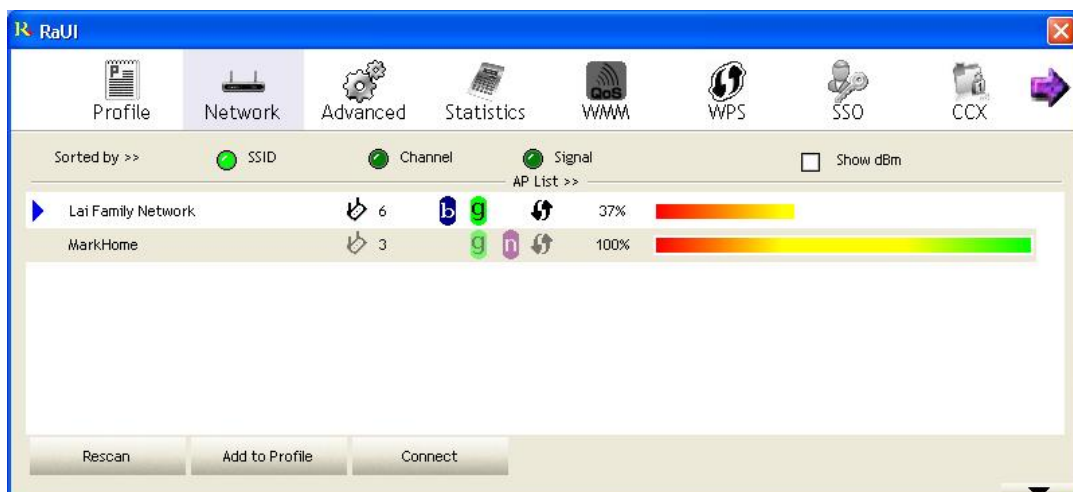 RaUI
Profile Network Advanced Statistics QoS WMM WPS SSO CCX
Sorted by >> SSID Channel Signal Show dBm
AP List >>
Lai Family Network 6 b g 37%
MarkHome 3 g n 100%
Rescan Add to Profile Connect